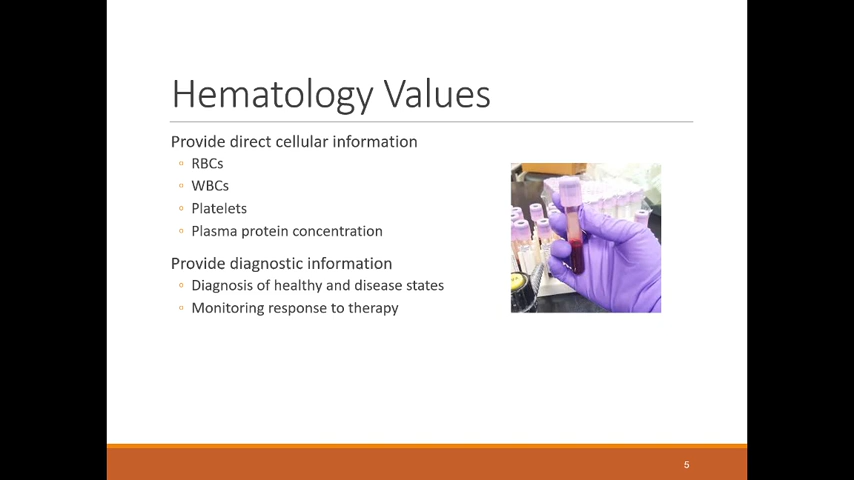 Hematology Values
Provide direct cellular information
RBCs
WBCs
Platelets
Plasma protein concentration
Provide diagnostic information
Diagnosis of healthy and disease states
Monitoring response to therapy
5